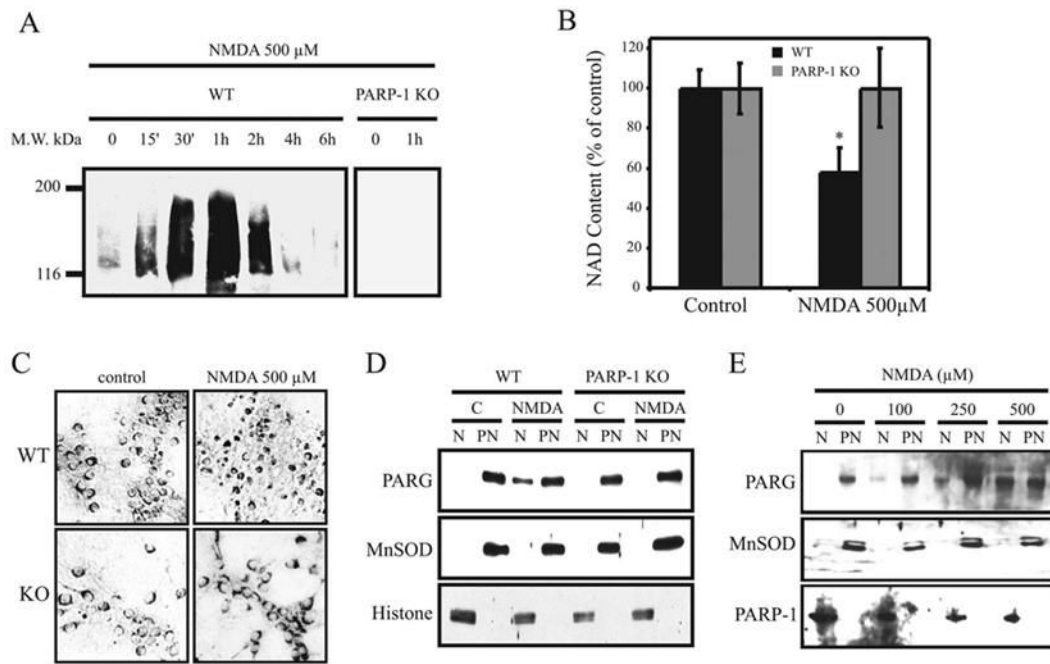 A
NMDA 500 µM
WT PARP-1 KO
M.W. kDa 0 15' 30' 1h 2h 4h 6h 0 1h
200
116
B
NAD Content (% of control)
120
100
80
60
40
20
0
WT
PARP-1 KO
*
Control NMDA 500µM
C
control NMDA 500 µM
WT
KO
D
WT PARP-1 KO
C NMDA C NMDA
N PN N PN N PN N PN
PARG
MnSOD
Histone
E
NMDA (µM)
0 100 250 500
N PN N PN N PN N PN
PARG
MnSOD
PARP-1